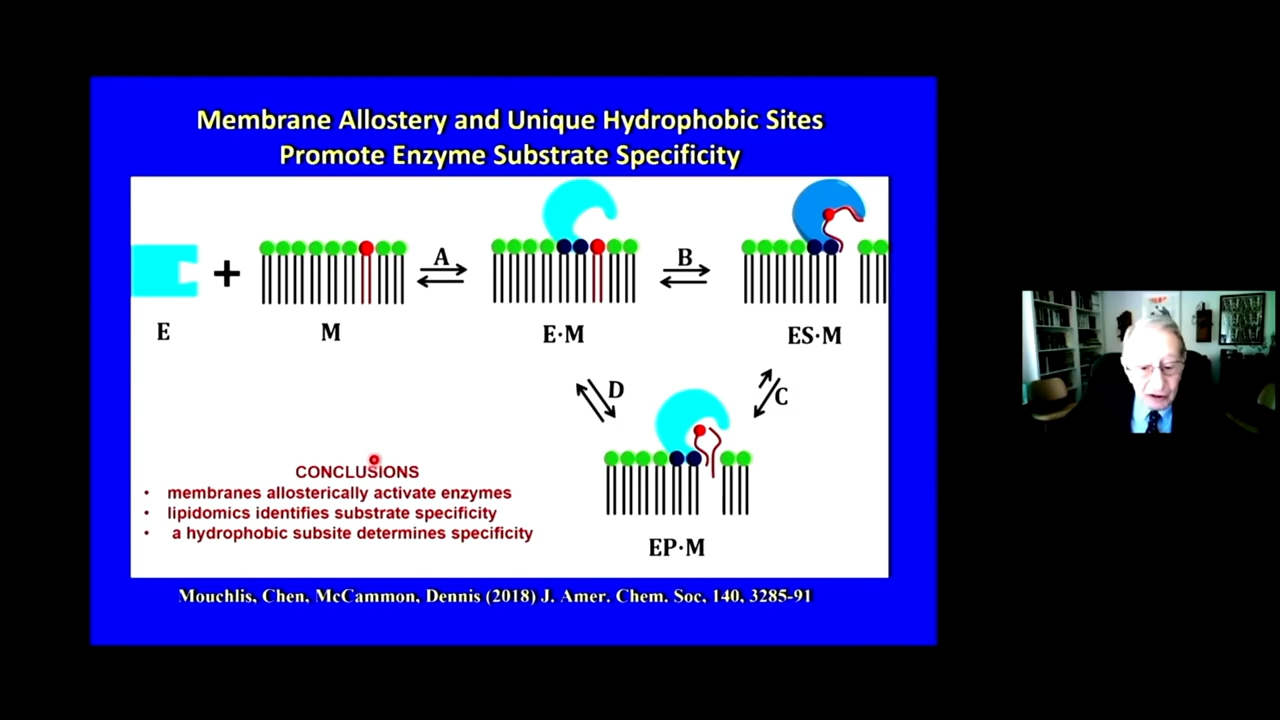 Membrane Allostery and Unique Hydrophobic Sites
Promote Enzyme Substrate Specificity
+
A
B
E
M
E·M
ES·M
D
C
CONCLUSIONS
• membranes allosterically activate enzymes
• lipidomics identifies substrate specificity
• a hydrophobic subsite determines specificity
EP·M
Mouchlis, Chen, McCammon, Dennis (2018) J. Amer. Chem. Soc, 140, 3285-91